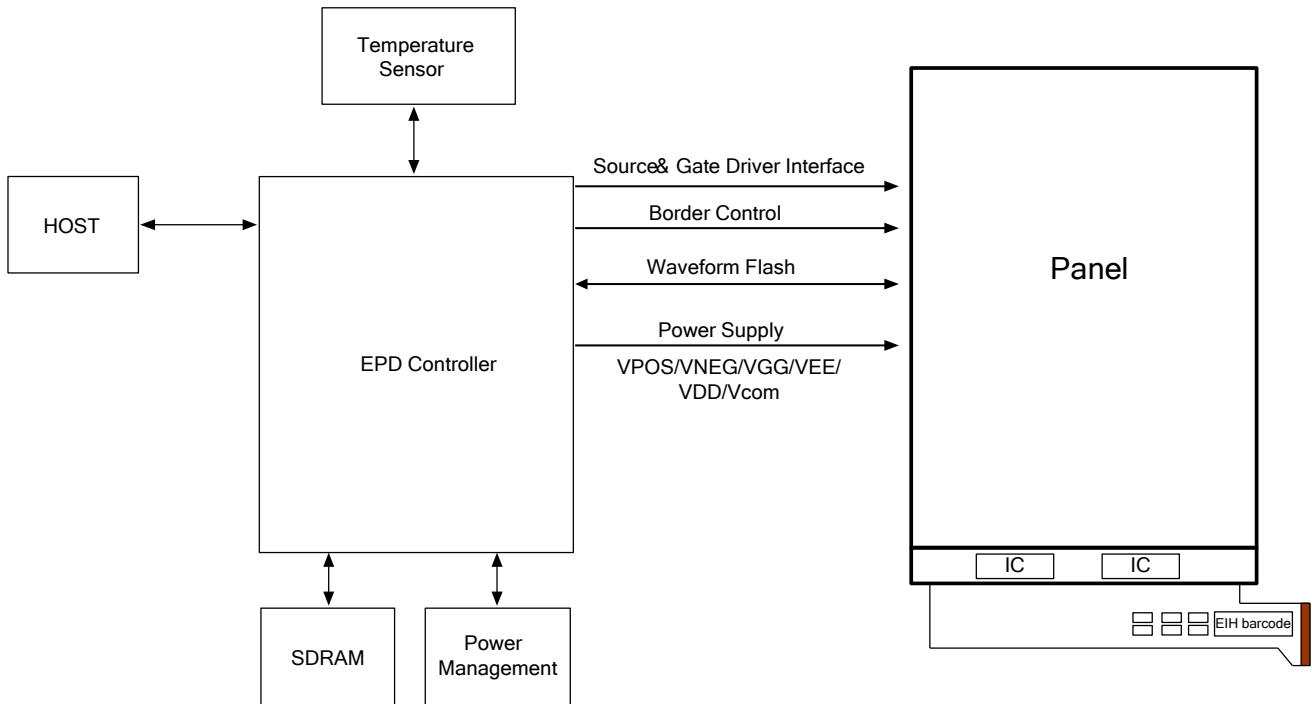 Temperature
Sensor
HOST
EPD Controller
Source& Gate Driver Interface
Border Control
Waveform Flash
Power Supply
VPOS/VNEG/VGG/VEE/
VDD/Vcom
Panel
IC
IC
EIH barcode
SDRAM
Power
Management